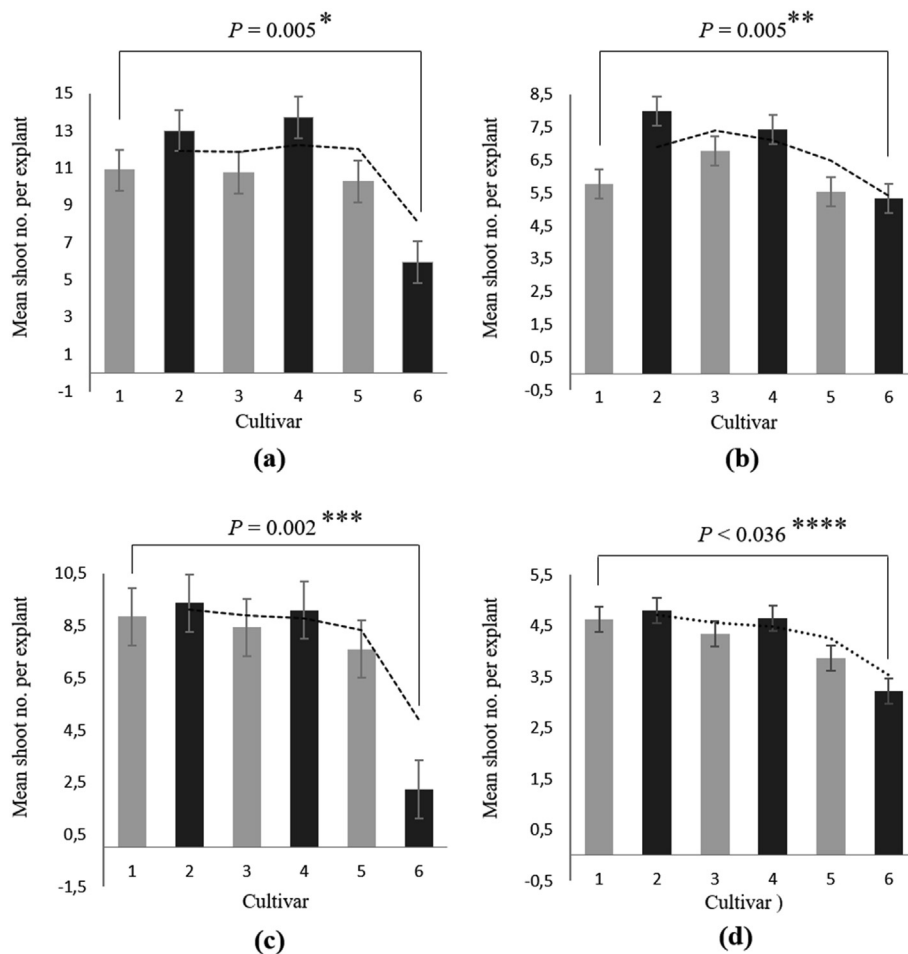 P = 0.005 *
Mean shoot no. per explant
15
13
11
9
7
5
3
1
-1
1 2 3 4 5 6
Cultivar
(a)
P = 0.005 **
Mean shoot no. per explant
8,5
7,5
6,5
5,5
4,5
3,5
2,5
1,5
0,5
-0,5
1 2 3 4 5 6
Cultivar
(b)
P = 0.002 ***
Mean shoot no. per explant
10,5
8,5
6,5
4,5
2,5
0,5
-1,5
1 2 3 4 5 6
Cultivar
(c)
P < 0.036 ****
Mean shoot no. per explant
5,5
4,5
3,5
2,5
1,5
0,5
-0,5
1 2 3 4 5 6
Cultivar )
(d)